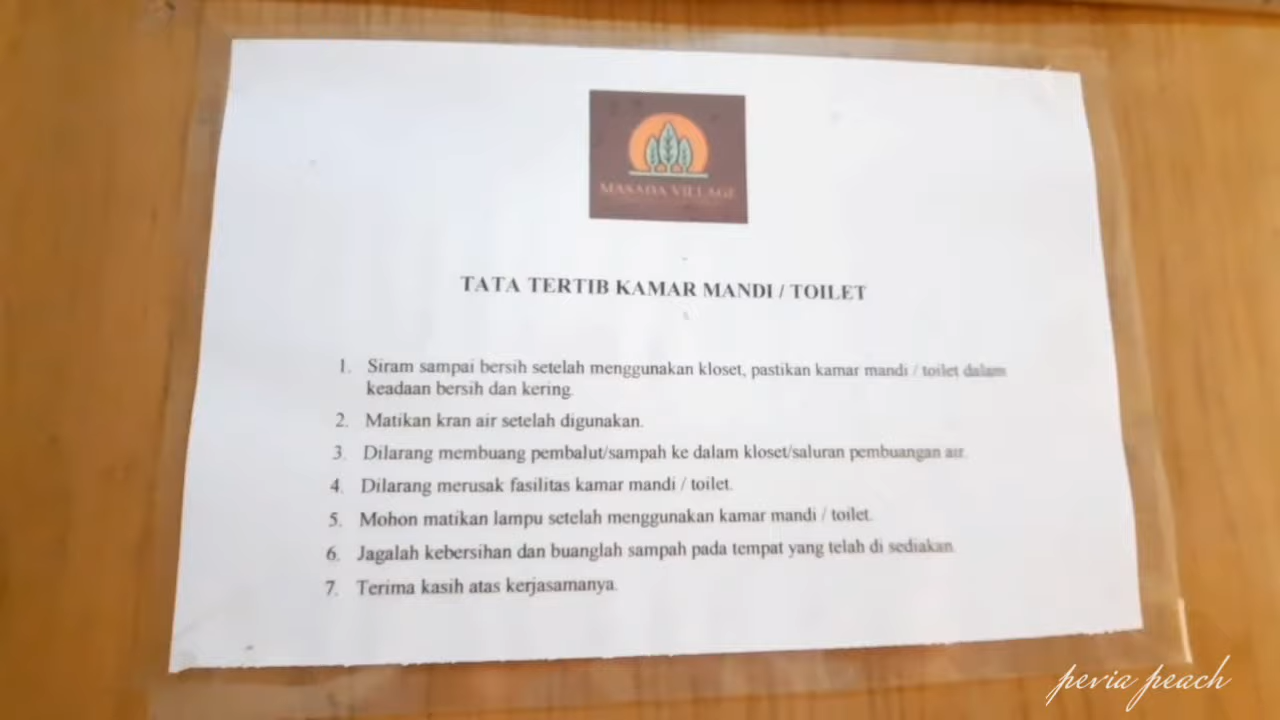 MASADA VILLAGE
TATA TERTIB KAMAR MANDI / TOILET
1. Siram sampai bersih setelah menggunakan kloset, pastikan kamar mandi / toilet dalam
keadaan bersih dan kering.
2. Matikan kran air setelah digunakan.
3. Dilarang membuang pembalut/sampah ke dalam kloset/saluran pembuangan air.
4. Dilarang merusak fasilitas kamar mandi / toilet.
5. Mohon matikan lampu setelah menggunakan kamar mandi / toilet.
6. Jagalah kebersihan dan buanglah sampah pada tempat yang telah di sediakan.
7. Terima kasih atas kerjasamanya.
pevia peach